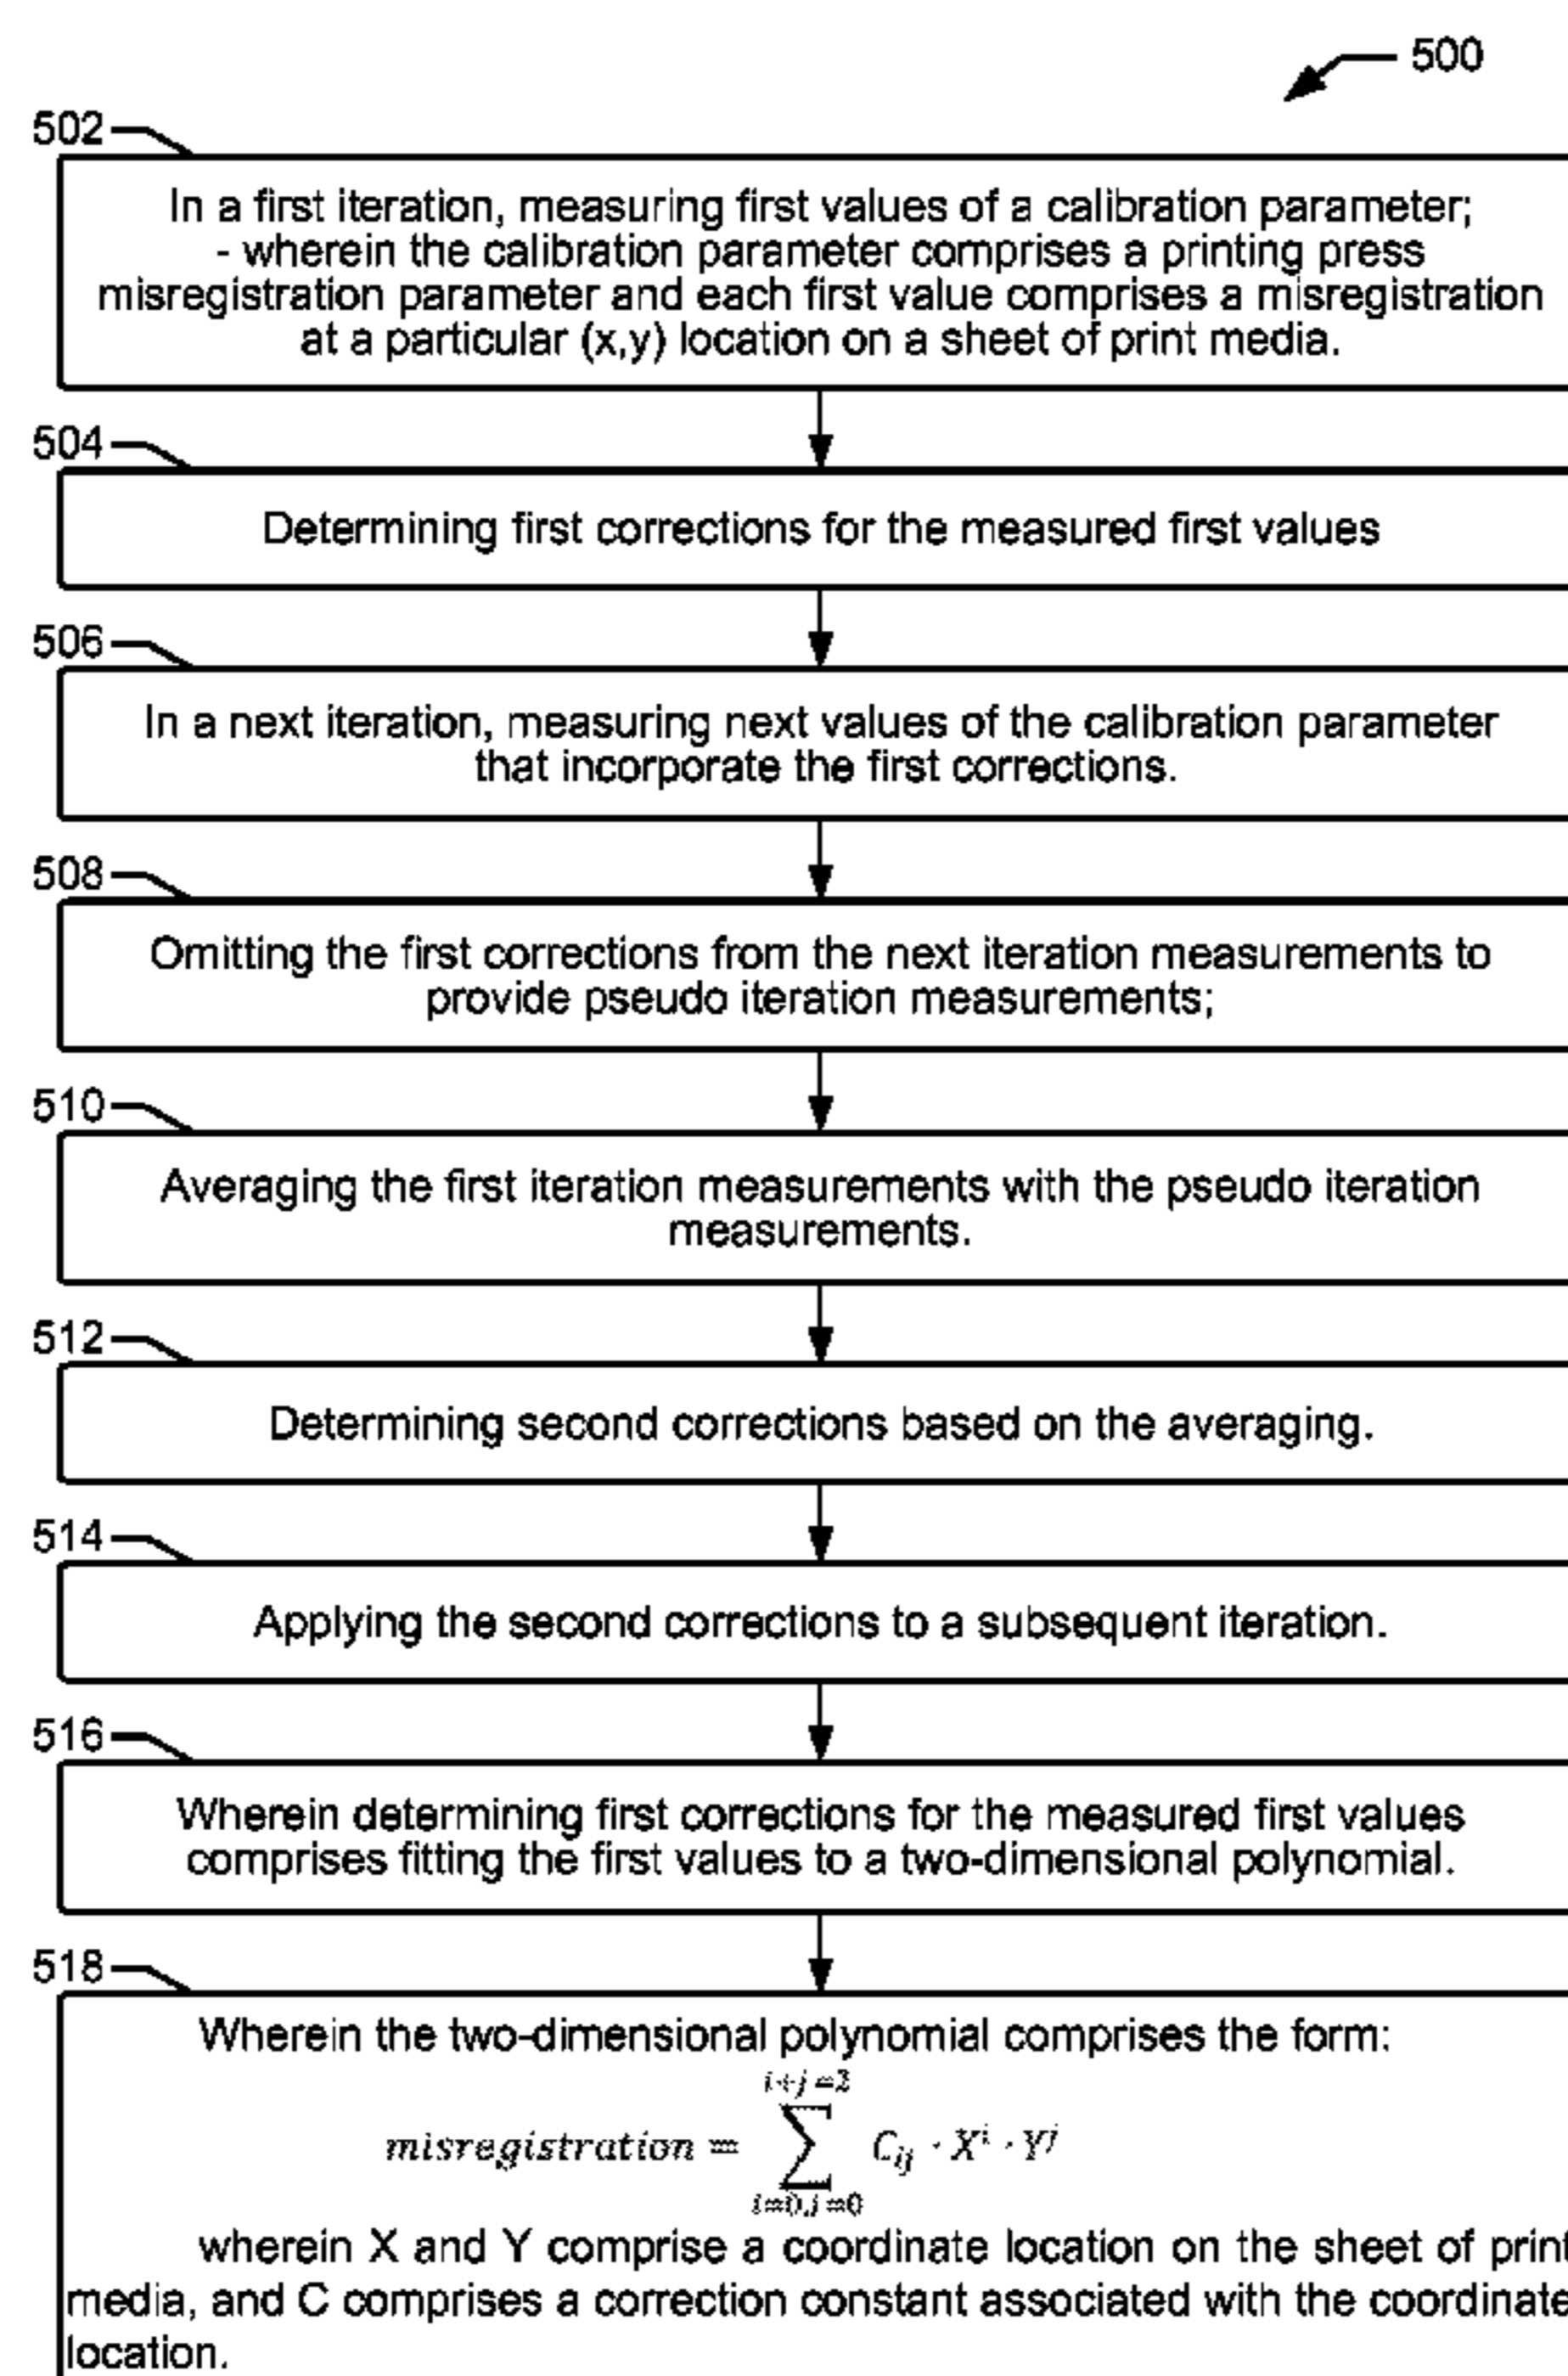 500
502
In a first iteration, measuring first values of a calibration parameter;
- wherein the calibration parameter comprises a printing press
misregistration parameter and each first value comprises a misregistration
at a particular (x,y) location on a sheet of print media.
504
Determining first corrections for the measured first values
506
In a next iteration, measuring next values of the calibration parameter
that incorporate the first corrections.
508
Omitting the first corrections from the next iteration measurements to
provide pseudo iteration measurements;
510
Averaging the first iteration measurements with the pseudo iteration
measurements.
512
Determining second corrections based on the averaging.
514
Applying the second corrections to a subsequent iteration.
516
Wherein determining first corrections for the measured first values
comprises fitting the first values to a two-dimensional polynomial.
518
Wherein the two-dimensional polynomial comprises the form:
i+j=2
misregistration = ∑ C_ij · X^i · Y^j
i=0,j=0
wherein X and Y comprise a coordinate location on the sheet of print
media, and C comprises a correction constant associated with the coordinate
location.